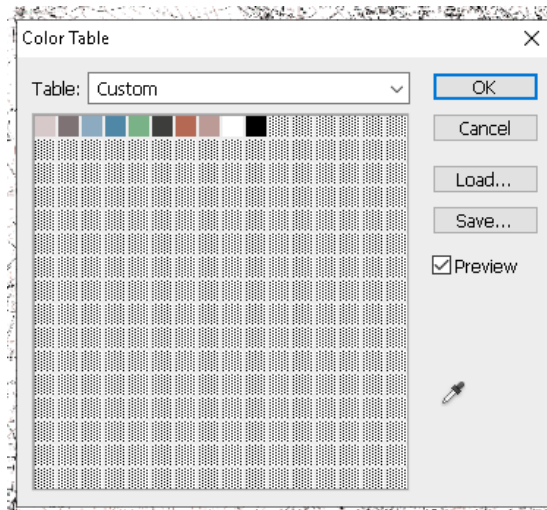 Color Table
Table: Custom
OK
Cancel
Load...
Save...
Preview